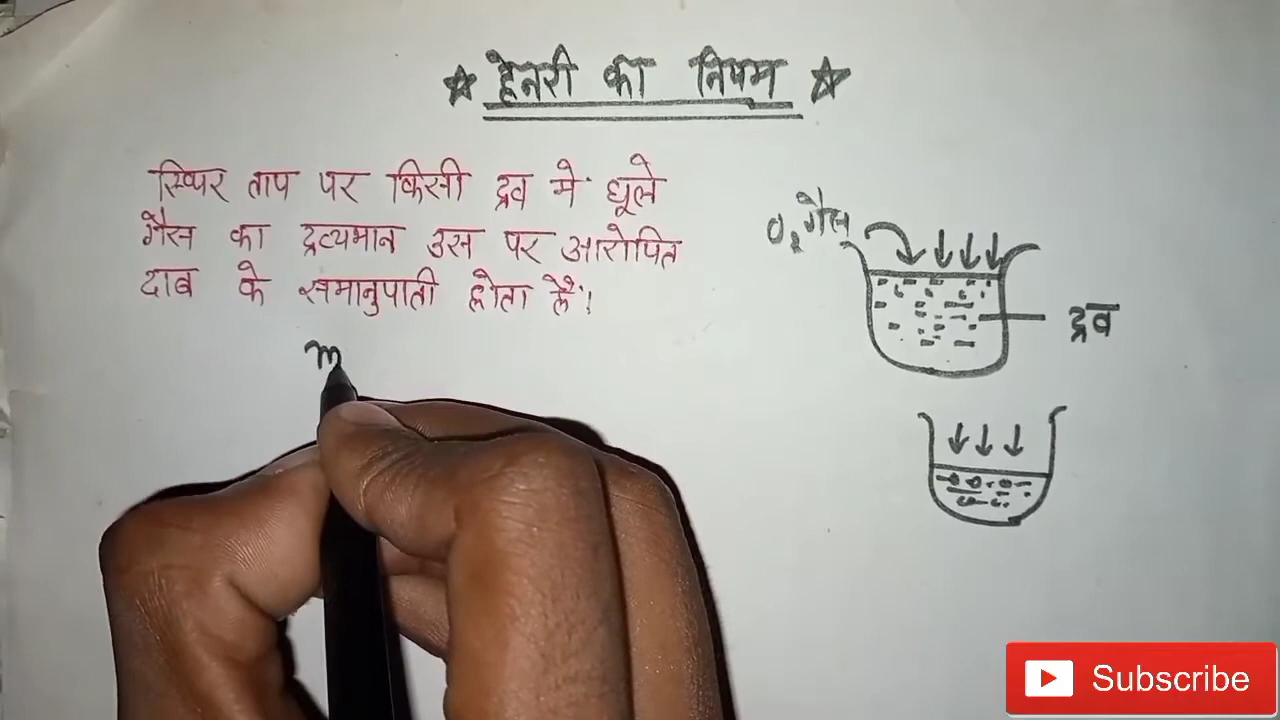 हेनरी का नियम
स्थिर ताप पर किसी द्रव में घूले
गैस का द्रव्यमान उस पर आरोपित
दाब के समानुपाती होता हैं।
O₂ गैस
द्रव
m
Subscribe